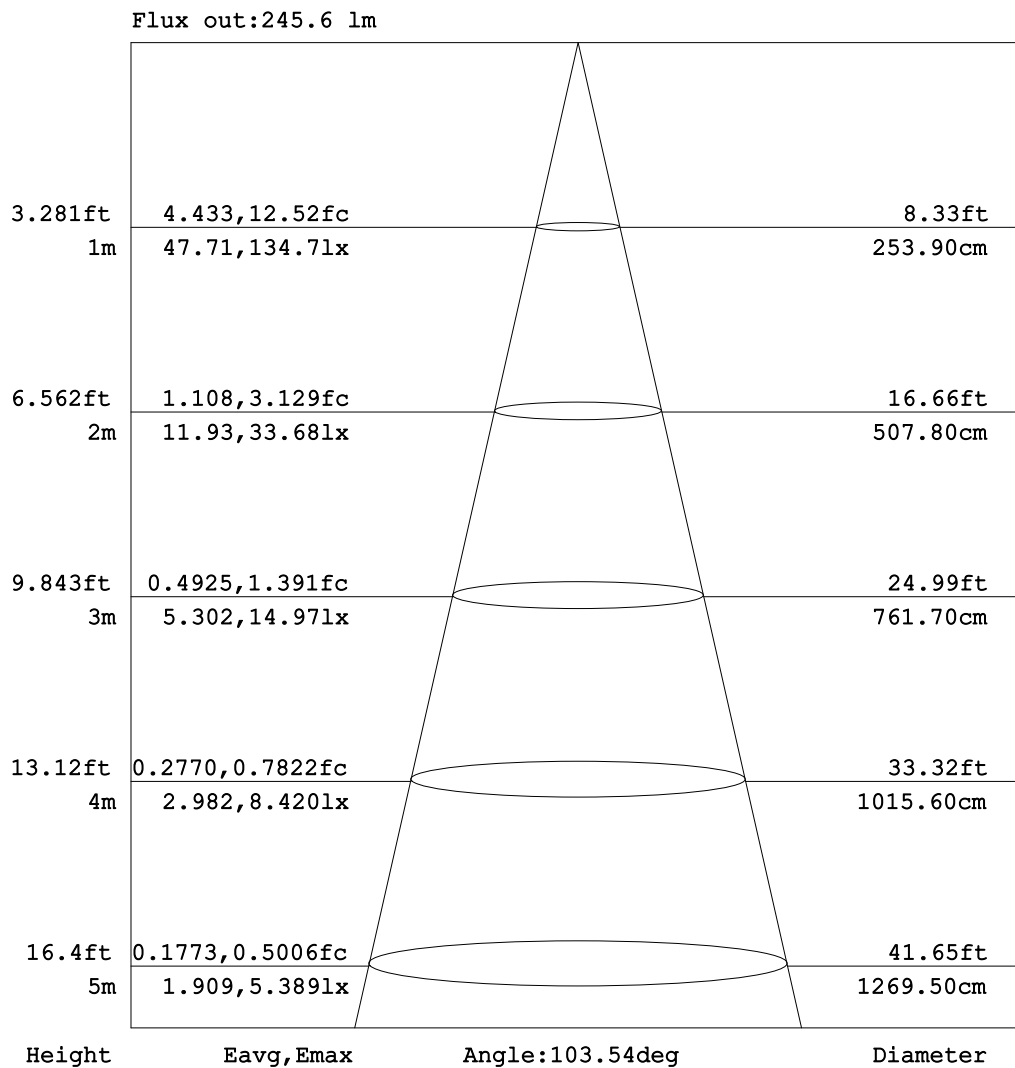 Flux out:245.6 lm
3.281ft 4.433,12.52fc 8.33ft
1m 47.71,134.7lx 253.90cm
6.562ft 1.108,3.129fc 16.66ft
2m 11.93,33.68lx 507.80cm
9.843ft 0.4925,1.391fc 24.99ft
3m 5.302,14.97lx 761.70cm
13.12ft 0.2770,0.7822fc 33.32ft
4m 2.982,8.420lx 1015.60cm
16.4ft 0.1773,0.5006fc 41.65ft
5m 1.909,5.389lx 1269.50cm
Height Eavg,Emax Angle:103.54deg Diameter